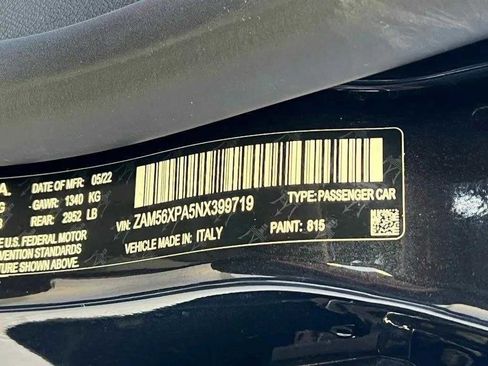 A. DATE OF MFR: 05/22
G GAWR: 1340 KG
B REAR: 2852 LB TYPE: PASSENGER CAR
VIN: ZAM56XPA5NX399719
E U.S. FEDERAL MOTOR VEHICLE MADE IN: ITALY PAINT: 815
VENTION STANDARDS
TURE SHOWN ABOVE.